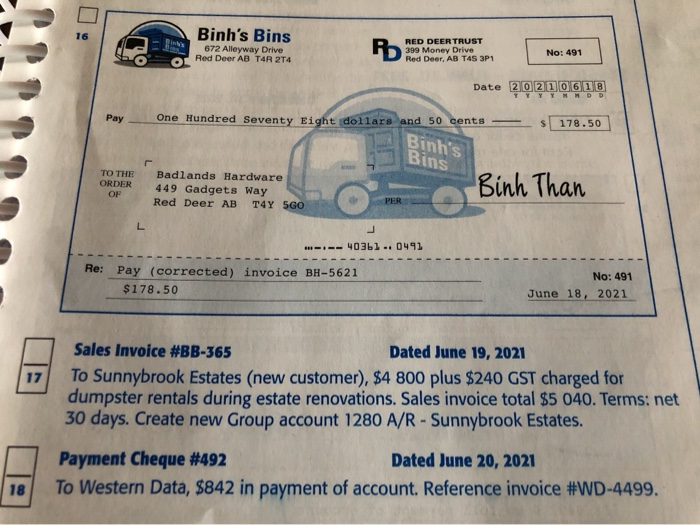 16
Binh's Bins
672 Alleyway Drive
Red Deer AB T4R 2T4
RD
RED DEER TRUST
399 Money Drive
Red Deer, AB T4S 3P1
No: 491
Date 20210618
Y Y Y Y M M D D
Pay One Hundred Seventy Eight dollars and 50 cents $ 178.50
Binh's
Bins
TO THE
ORDER
OF
Badlands Hardware
449 Gadgets Way
Red Deer AB T4Y 5GO
PER
Binh Than
40361 0491
Re: Pay (corrected) invoice BH-5621
$178.50
No: 491
June 18, 2021
Sales Invoice #BB-365 Dated June 19, 2021
17
To Sunnybrook Estates (new customer), $4 800 plus $240 GST charged for
dumpster rentals during estate renovations. Sales invoice total $5 040. Terms: net
30 days. Create new Group account 1280 A/R - Sunnybrook Estates.
Payment Cheque #492 Dated June 20, 2021
18
To Western Data, $842 in payment of account. Reference invoice #WD-4499.